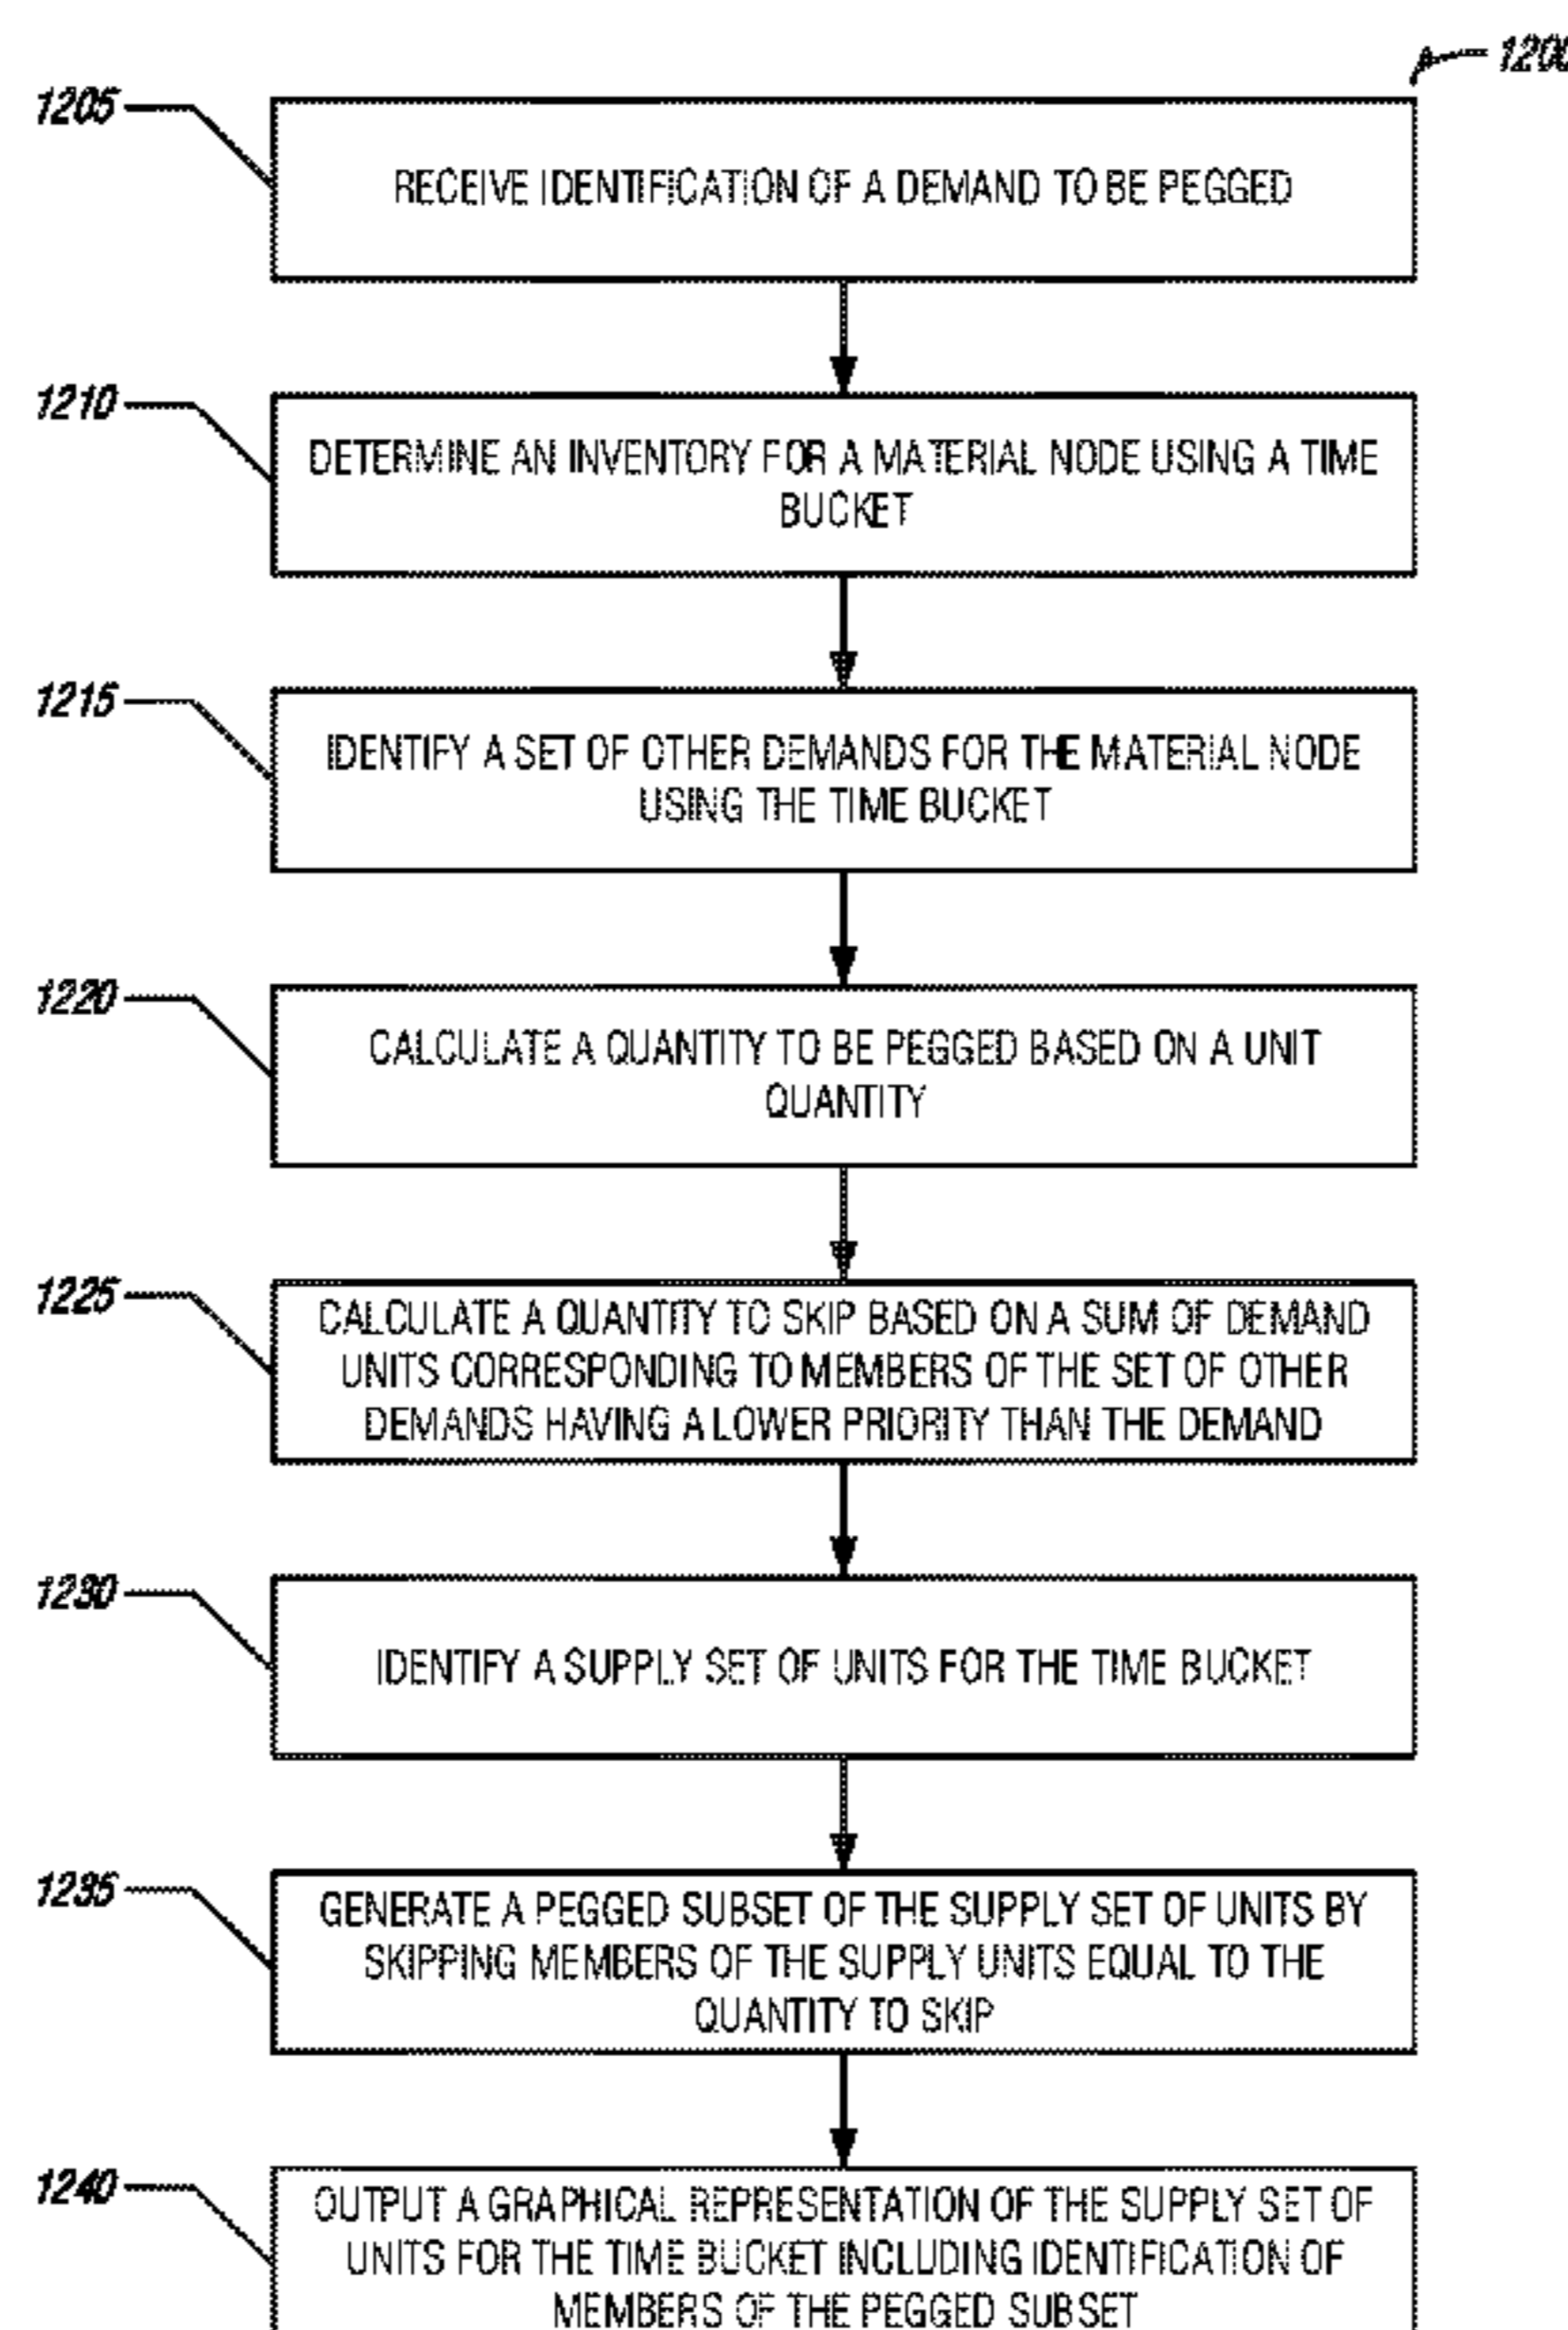 1200
1205
RECEIVE IDENTIFICATION OF A DEMAND TO BE PEGGED
1210
DETERMINE AN INVENTORY FOR A MATERIAL NODE USING A TIME
BUCKET
1215
IDENTIFY A SET OF OTHER DEMANDS FOR THE MATERIAL NODE
USING THE TIME BUCKET
1220
CALCULATE A QUANTITY TO BE PEGGED BASED ON A UNIT
QUANTITY
1225
CALCULATE A QUANTITY TO SKIP BASED ON A SUM OF DEMAND
UNITS CORRESPONDING TO MEMBERS OF THE SET OF OTHER
DEMANDS HAVING A LOWER PRIORITY THAN THE DEMAND
1230
IDENTIFY A SUPPLY SET OF UNITS FOR THE TIME BUCKET
1235
GENERATE A PEGGED SUBSET OF THE SUPPLY SET OF UNITS BY
SKIPPING MEMBERS OF THE SUPPLY UNITS EQUAL TO THE
QUANTITY TO SKIP
1240
OUTPUT A GRAPHICAL REPRESENTATION OF THE SUPPLY SET OF
UNITS FOR THE TIME BUCKET INCLUDING IDENTIFICATION OF
MEMBERS OF THE PEGGED SUBSET